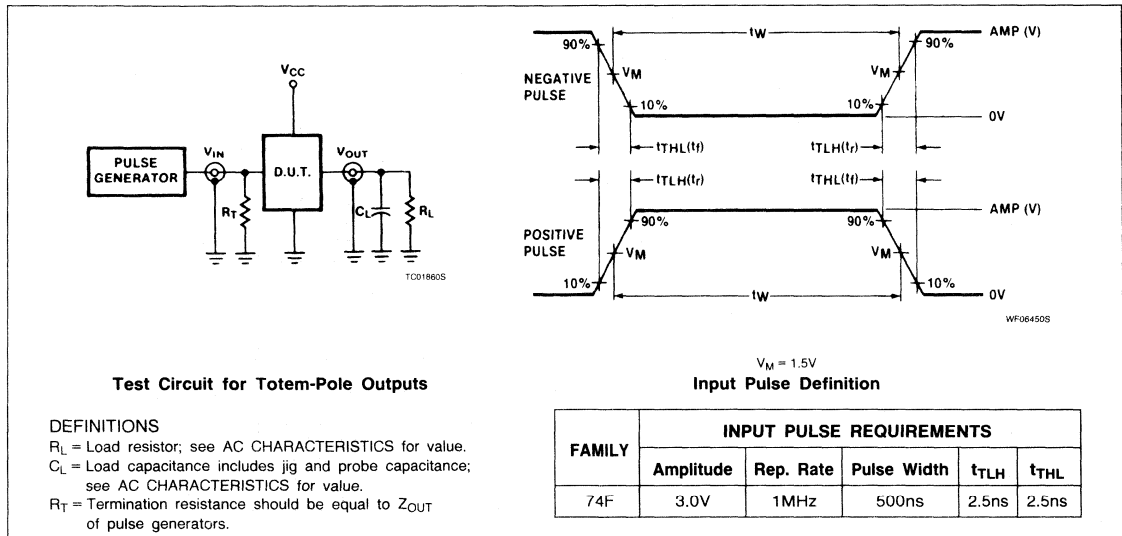 VCC
PULSE
GENERATOR
VIN
RT
D.U.T.
VOUT
CL
RL
TC01860S
Test Circuit for Totem-Pole Outputs
DEFINITIONS
RL = Load resistor; see AC CHARACTERISTICS for value.
CL = Load capacitance includes jig and probe capacitance;
see AC CHARACTERISTICS for value.
RT = Termination resistance should be equal to ZOUT
of pulse generators.
tW
AMP (V)
90%
90%
NEGATIVE
PULSE
VM
VM
10%
10%
0V
tTHL(tf)
tTLH(tr)
tTLH(tr)
tTHL(tf)
AMP (V)
90%
90%
POSITIVE
PULSE
VM
VM
10%
10%
tW
0V
WF06450S
VM = 1.5V
Input Pulse Definition
FAMILY
INPUT PULSE REQUIREMENTS
Amplitude Rep. Rate Pulse Width tTLH tTHL
74F 3.0V 1MHz 500ns 2.5ns 2.5ns